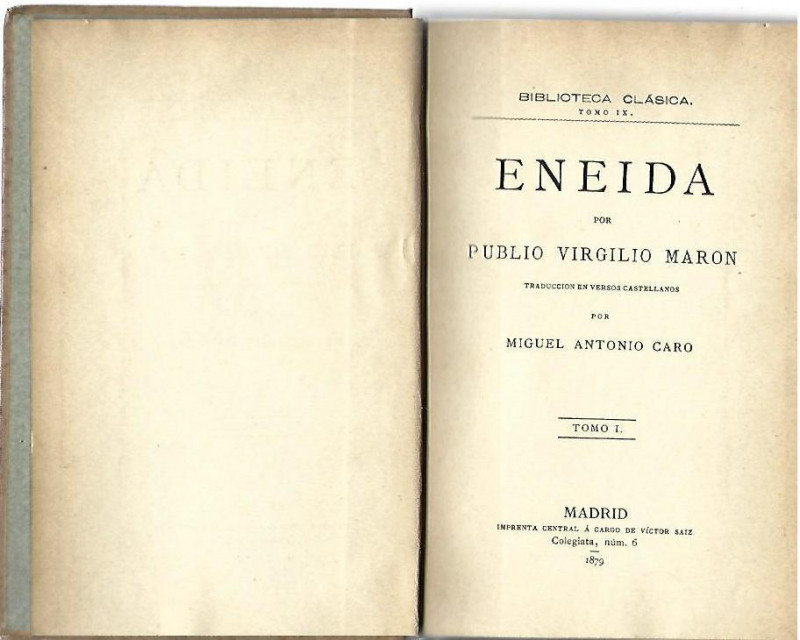 BIBLIOTECA CLÁSICA.
TOMO IX.
ENEIDA
POR
PUBLIO VIRGILIO MARON
TRADUCCION EN VERSOS CASTELLANOS
POR
MIGUEL ANTONIO CARO
TOMO I.
MADRID
IMPRENTA CENTRAL Á CARGO DE VÍCTOR SAIZ
Colegiata, núm. 6
1879